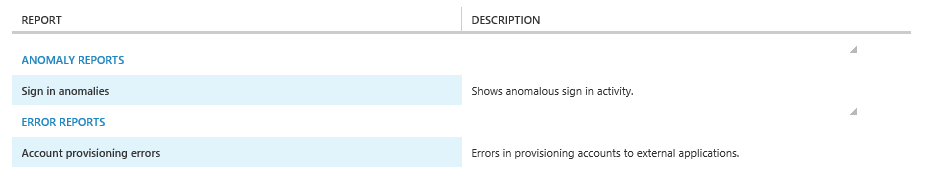 REPORT DESCRIPTION
ANOMALY REPORTS
Sign in anomalies Shows anomalous sign in activity.
ERROR REPORTS
Account provisioning errors Errors in provisioning accounts to external applications.